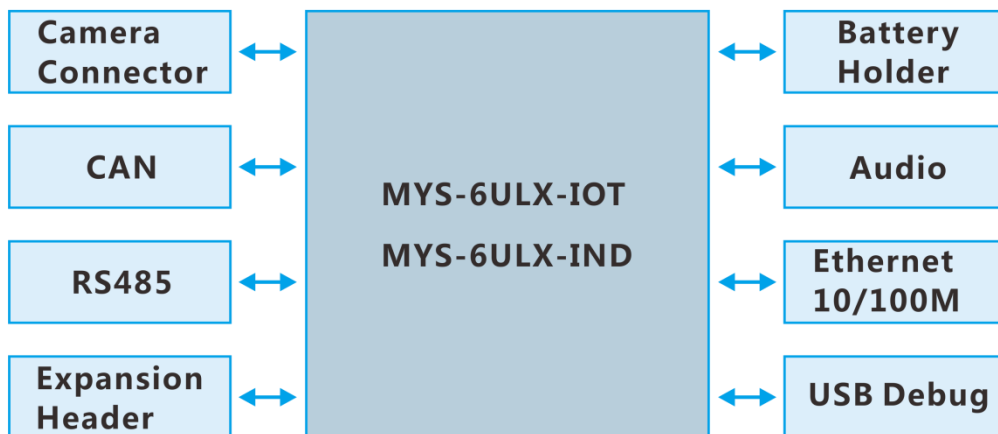 Camera
Connector
CAN
RS485
Expansion
Header
MYS-6ULX-IOT
MYS-6ULX-IND
Battery
Holder
Audio
Ethernet
10/100M
USB Debug